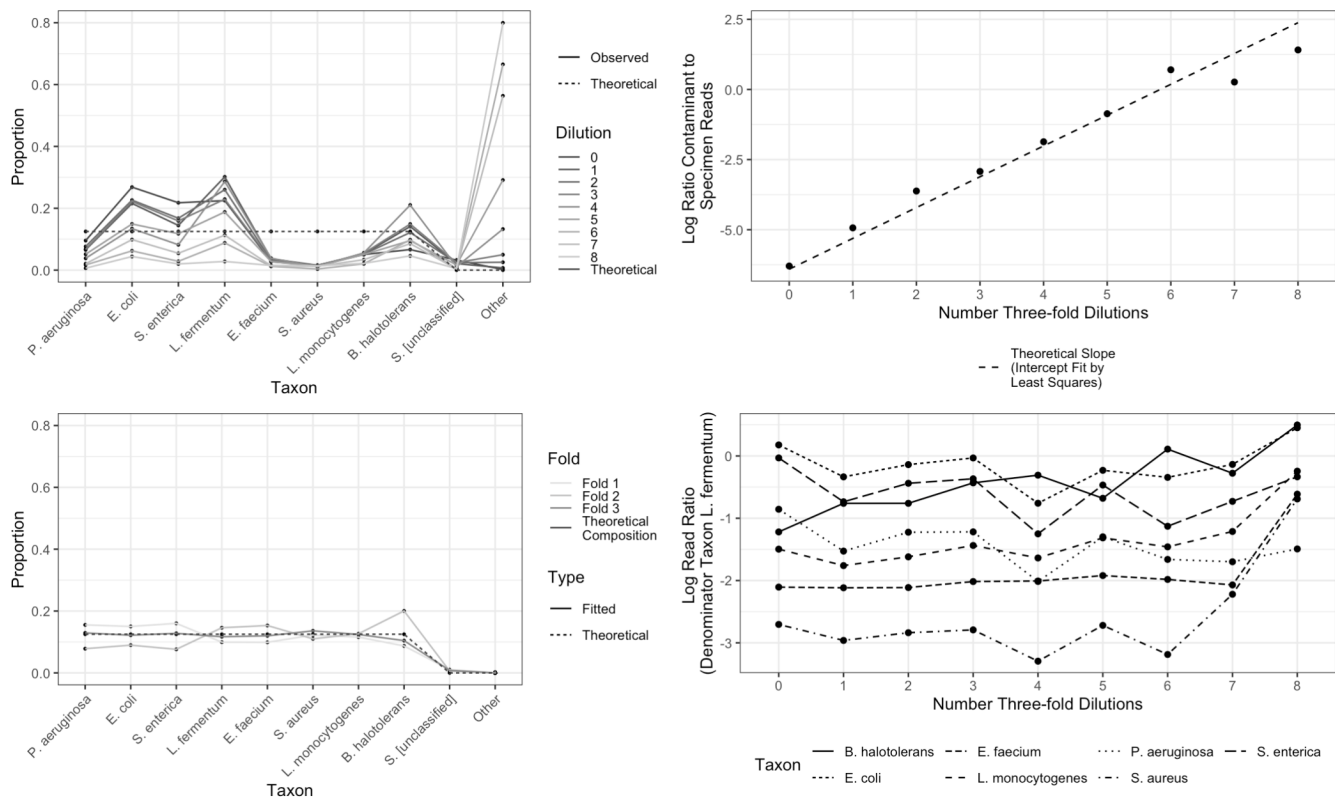 0.8
0.6
0.4
0.2
0.0
Proportion
P. aeruginosa
E. coli
S. enterica
L. fermentum
E. faecium
S. aureus
L. monocytogenes
B. halotolerans
S. [unclassified]
Other
Taxon
Observed
Theoretical
Dilution
0
1
2
3
4
5
6
7
8
Theoretical
2.5
0.0
-2.5
-5.0
Log Ratio Contaminant to
Specimen Reads
0 1 2 3 4 5 6 7 8
Number Three-fold Dilutions
Theoretical Slope
(Intercept Fit by
Least Squares)
0.8
0.6
0.4
0.2
0.0
Proportion
P. aeruginosa
E. coli
S. enterica
L. fermentum
E. faecium
S. aureus
L. monocytogenes
B. halotolerans
S. [unclassified]
Other
Taxon
Fold
Fold 1
Fold 2
Fold 3
Theoretical
Composition
Type
Fitted
Theoretical
0
-1
-2
-3
Log Read Ratio
(Denominator Taxon L. fermentum)
0 1 2 3 4 5 6 7 8
Number Three-fold Dilutions
Taxon
B. halotolerans E. faecium P. aeruginosa S. enterica
E. coli L. monocytogenes S. aureus